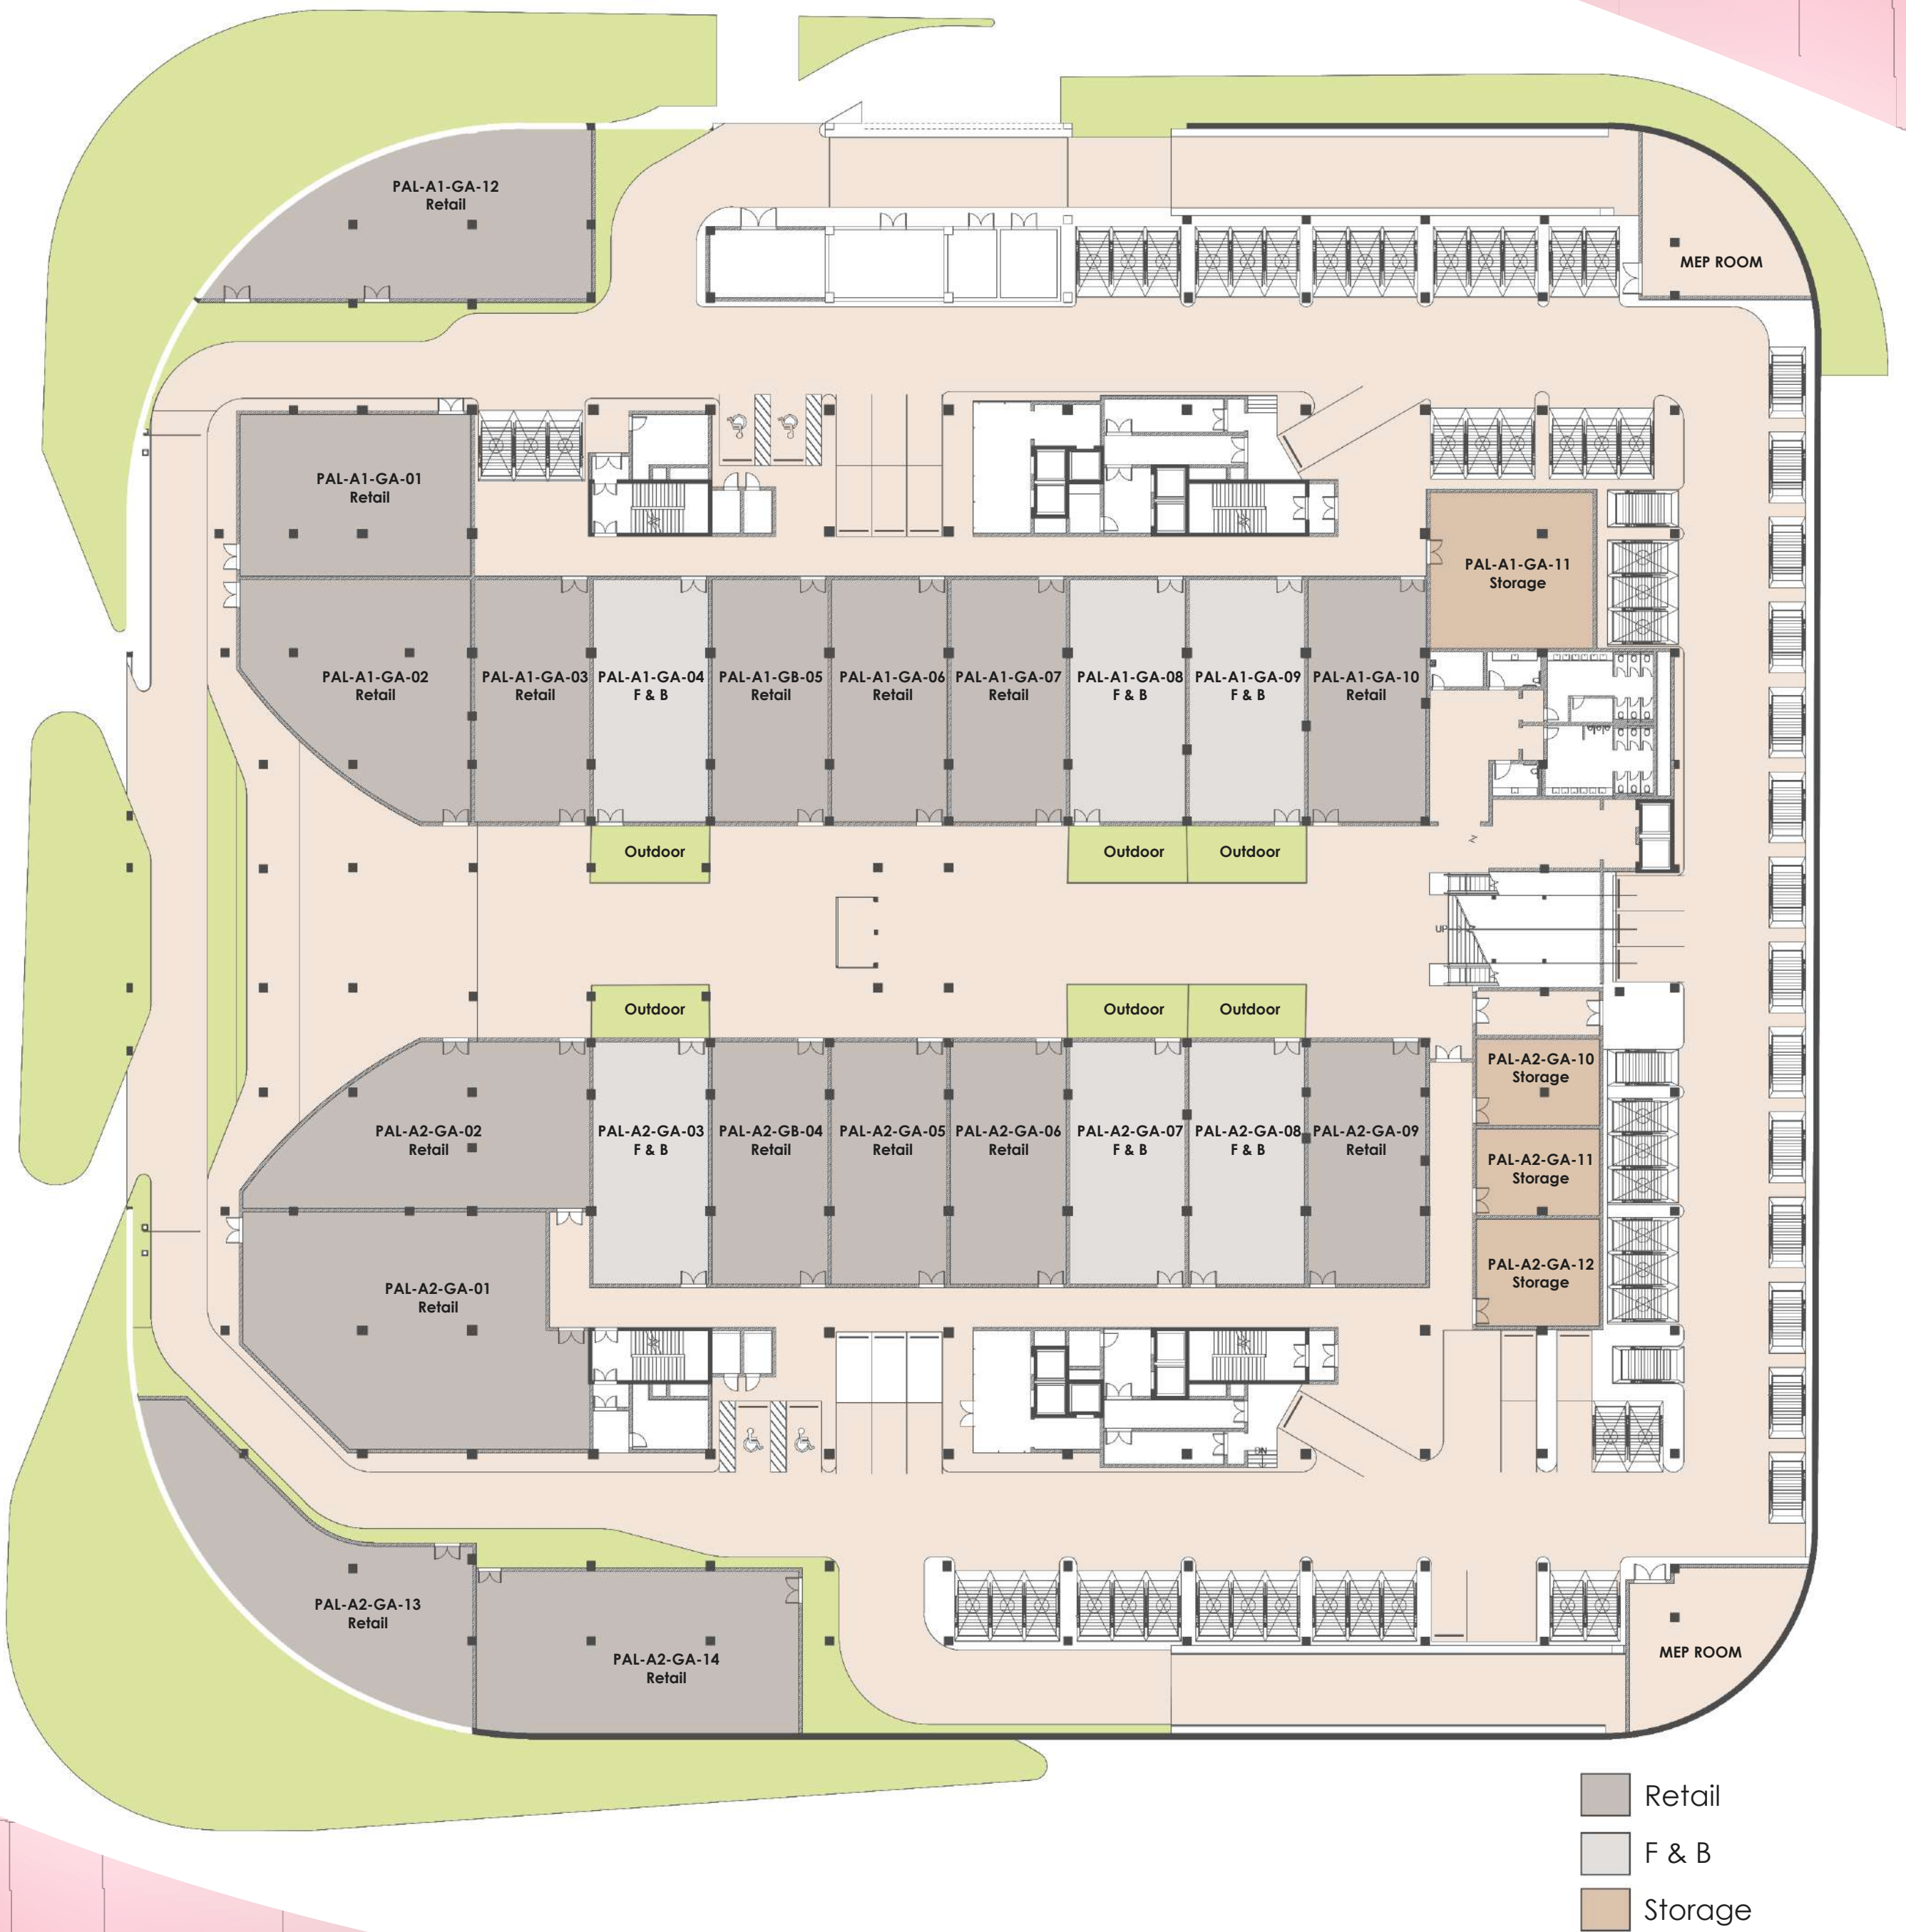 PAL-A1-GA-12
Retail
MEP ROOM
PAL-A1-GA-01
Retail
PAL-A1-GA-11
Storage
PAL-A1-GA-02
Retail
PAL-A1-GA-03
Retail
PAL-A1-GA-04
F & B
PAL-A1-GB-05
Retail
PAL-A1-GA-06
Retail
PAL-A1-GA-07
Retail
PAL-A1-GA-08
F & B
PAL-A1-GA-09
F & B
PAL-A1-GA-10
Retail
Outdoor
Outdoor
Outdoor
UP
Outdoor
Outdoor
Outdoor
PAL-A2-GA-10
Storage
PAL-A2-GA-02
Retail
PAL-A2-GA-03
F & B
PAL-A2-GB-04
Retail
PAL-A2-GA-05
Retail
PAL-A2-GA-06
Retail
PAL-A2-GA-07
F & B
PAL-A2-GA-08
F & B
PAL-A2-GA-09
Retail
PAL-A2-GA-11
Storage
PAL-A2-GA-12
Storage
PAL-A2-GA-01
Retail
DN
PAL-A2-GA-13
Retail
PAL-A2-GA-14
Retail
MEP ROOM
Retail
F & B
Storage